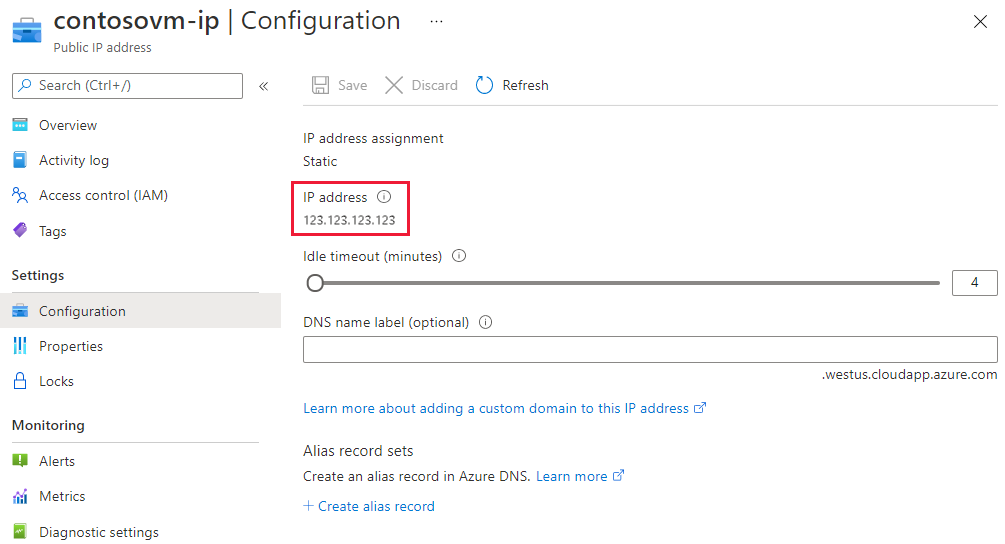 contosovm-ip | Configuration ...
Public IP address
Search (Ctrl+/)
«
Overview
Activity log
Access control (IAM)
Tags
Settings
Configuration
Properties
Locks
Monitoring
Alerts
Metrics
Diagnostic settings
Save Discard Refresh
IP address assignment
Static
IP address
123.123.123.123
Idle timeout (minutes)
4
DNS name label (optional)
.westus.cloudapp.azure.com
Learn more about adding a custom domain to this IP address
Alias record sets
Create an alias record in Azure DNS. Learn more
+ Create alias record